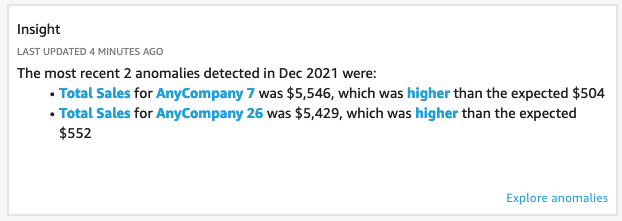 Insight
LAST UPDATED 4 MINUTES AGO
The most recent 2 anomalies detected in Dec 2021 were:
• Total Sales for AnyCompany 7 was $5,546, which was higher than the expected $504
• Total Sales for AnyCompany 26 was $5,429, which was higher than the expected
$552
Explore anomalies